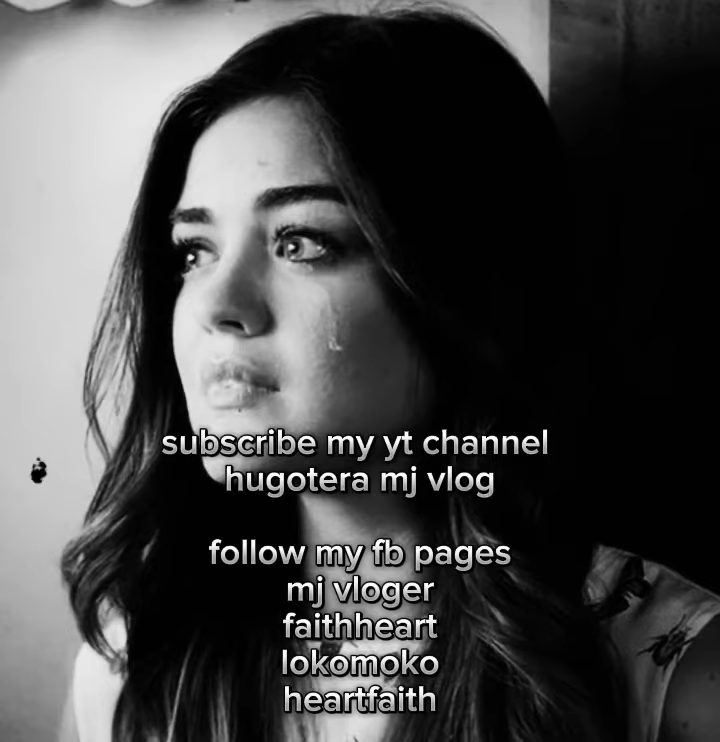 subscribe my yt channel
hugotera mj vlog
follow my fb pages
mj vloger
faithheart
lokomoko
heartfaith